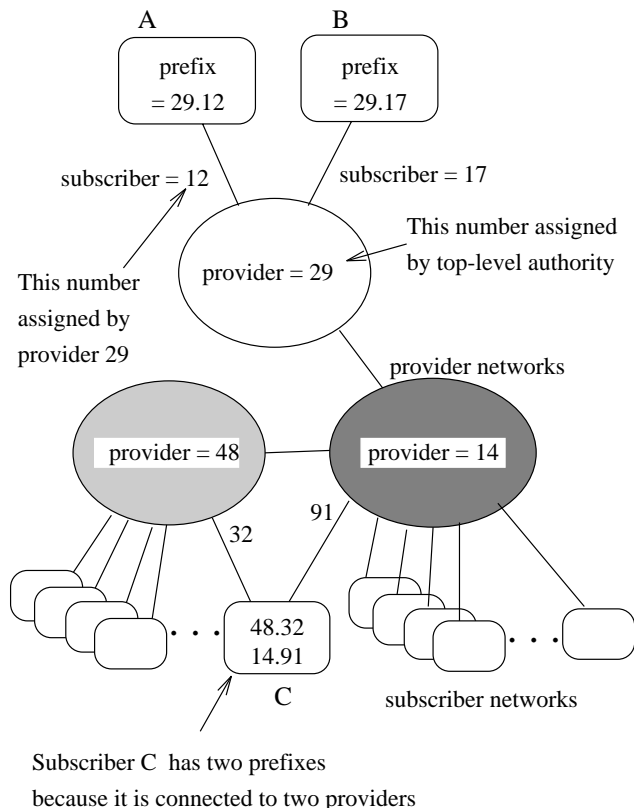 A
B
prefix
= 29.12
prefix
= 29.17
subscriber = 12
subscriber = 17
This number assigned
by top-level authority
provider = 29
This number
assigned by
provider 29
provider networks
provider = 48
provider = 14
32
91
48.32
14.91
. . .
. . .
C
subscriber networks
Subscriber C has two prefixes
because it is connected to two providers